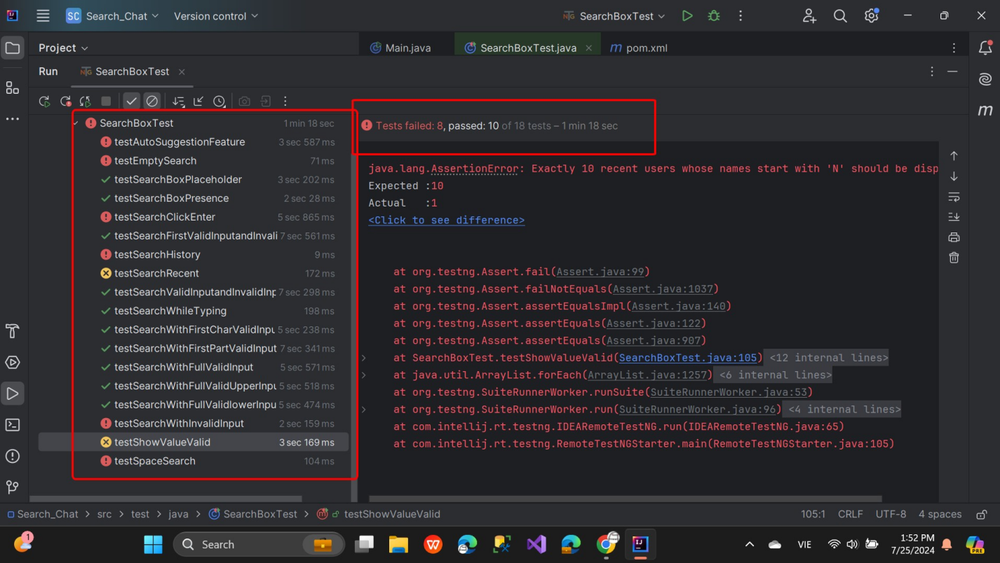 SC Search_Chat Version control SearchBoxTest
Project Main.java SearchBoxTest.java pom.xml
Run SearchBoxTest
SearchBoxTest 1 min 18 sec
testAutoSuggestionFeature 3 sec 587 ms
testEmptySearch 71 ms
testSearchBoxPlaceholder 3 sec 202 ms
testSearchBoxPresence 2 sec 28 ms
testSearchClickEnter 5 sec 865 ms
testSearchFirstValidInputandInvali 7 sec 561 ms
testSearchHistory 9 ms
testSearchRecent 172 ms
testSearchValidInputandInvalidInp 7 sec 298 ms
testSearchWhileTyping 198 ms
testSearchWithFirstCharValidInpu 5 sec 238 ms
testSearchWithFirstPartValidInput 7 sec 341 ms
testSearchWithFullValidInput 5 sec 571 ms
testSearchWithFullValidUpperInpu 5 sec 518 ms
testSearchWithFullValidlowerInpu 5 sec 474 ms
testSearchWithInvalidInput 2 sec 159 ms
testShowValueValid 3 sec 169 ms
testSpaceSearch 104 ms
Tests failed: 8, passed: 10 of 18 tests – 1 min 18 sec
java.lang.AssertionError: Exactly 10 recent users whose names start with 'N' should be disp
Expected :10
Actual :1
<Click to see difference>
at org.testng.Assert.fail(Assert.java:99)
at org.testng.Assert.failNotEquals(Assert.java:1037)
at org.testng.Assert.assertEqualsImpl(Assert.java:140)
at org.testng.Assert.assertEquals(Assert.java:122)
at org.testng.Assert.assertEquals(Assert.java:907)
at SearchBoxTest.testShowValueValid(SearchBoxTest.java:105) <12 internal lines>
at java.util.ArrayList.forEach(ArrayList.java:1257) <6 internal lines>
at org.testng.SuiteRunnerWorker.runSuite(SuiteRunnerWorker.java:53)
at org.testng.SuiteRunnerWorker.run(SuiteRunnerWorker.java:96) <4 internal lines>
at com.intellij.rt.testng.IDEARemoteTestNG.run(IDEARemoteTestNG.java:65)
at com.intellij.rt.testng.RemoteTestNGStarter.main(RemoteTestNGStarter.java:105)
Search_Chat > src > test > java > SearchBoxTest > testShowValueValid 105:1 CRLF UTF-8 4 spaces
1 Search VIE 1:52 PM
7/25/2024